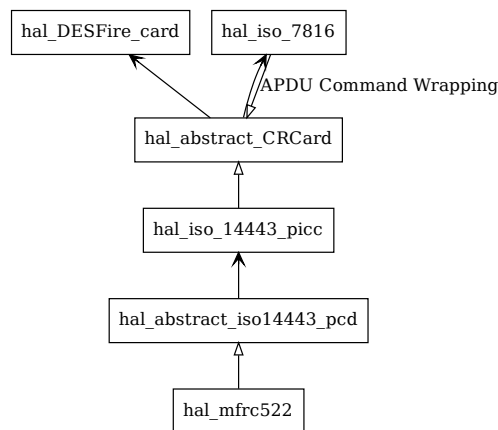 hal_DESFire_card
hal_iso_7816
APDU Command Wrapping
hal_abstract_CRCard
hal_iso_14443_picc
hal_abstract_iso14443_pcd
hal_mfrc522